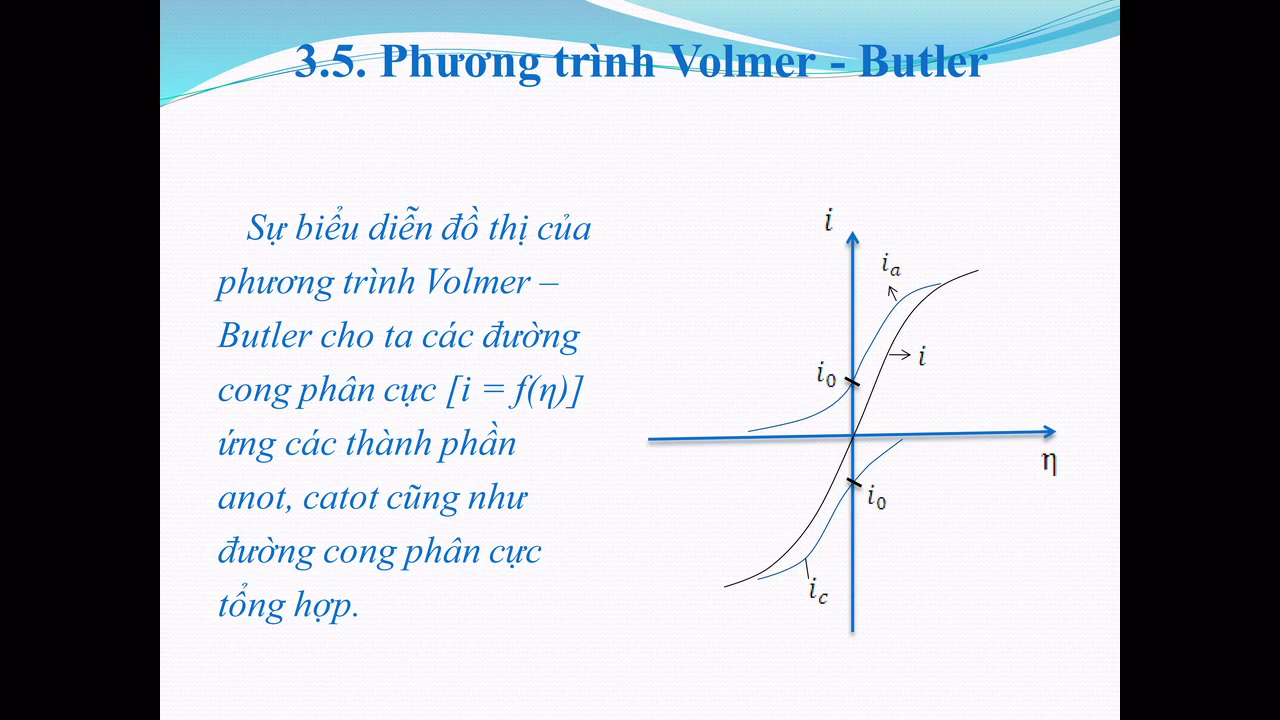 3.5. Phương trình Volmer - Butler
Sự biểu diễn đồ thị của
phương trình Volmer –
Butler cho ta các đường
cong phân cực [i = f(η)]
ứng các thành phần
anot, catot cũng như
đường cong phân cực
tổng hợp.
i
iₐ
i
i₀
η
i₀
i_c